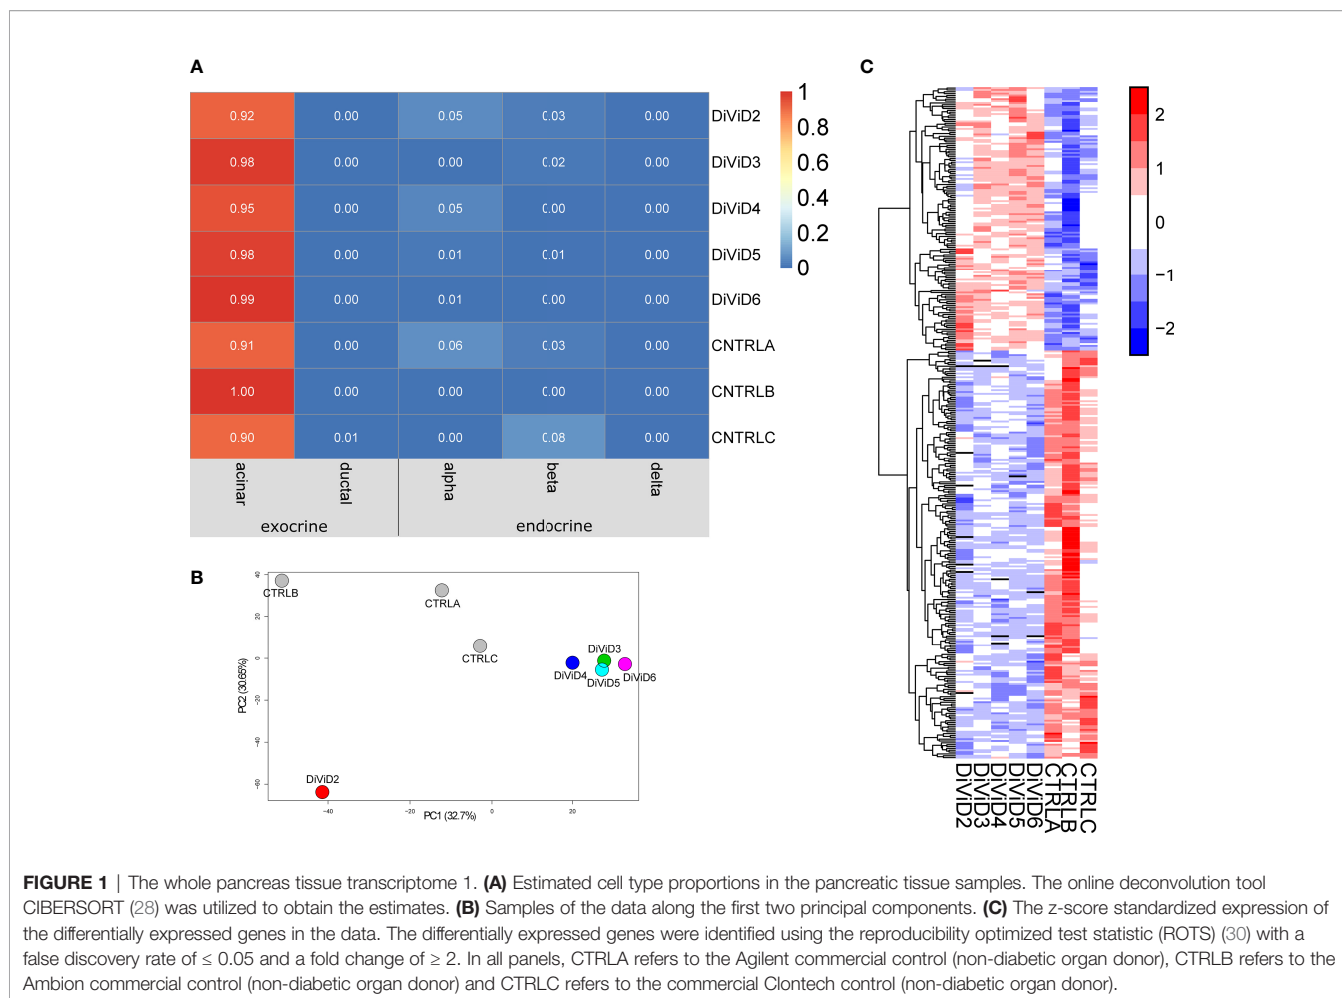 A
0.92 0.00 0.05 0.03 0.00 DiViD2
0.98 0.00 0.00 0.02 0.00 DiViD3
0.95 0.00 0.05 0.00 0.00 DiViD4
0.98 0.00 0.01 0.01 0.00 DiViD5
0.99 0.00 0.01 0.00 0.00 DiViD6
0.91 0.00 0.06 0.03 0.00 CNTRLA
1.00 0.00 0.00 0.00 0.00 CNTRLB
0.90 0.01 0.00 0.08 0.00 CNTRLC
acinar ductal alpha beta delta
exocrine endocrine
1
0.8
0.6
0.4
0.2
0
B
40
20
0
−20
−40
−60
PC2 (30.65%)
CTRLB
CTRLA
CTRLC
DiViD3
DiViD4
DiViD5
DiViD6
DiViD2
−40 −20 0 20
PC1 (32.7%)
C
2
1
0
−1
−2
DiViD2 DiViD3 DiViD4 DiViD5 DiViD6 CTRLA CTRLB CTRLC
FIGURE 1 | The whole pancreas tissue transcriptome 1. (A) Estimated cell type proportions in the pancreatic tissue samples. The online deconvolution tool
CIBERSORT (28) was utilized to obtain the estimates. (B) Samples of the data along the first two principal components. (C) The z-score standardized expression of
the differentially expressed genes in the data. The differentially expressed genes were identified using the reproducibility optimized test statistic (ROTS) (30) with a
false discovery rate of ≤ 0.05 and a fold change of ≥ 2. In all panels, CTRLA refers to the Agilent commercial control (non-diabetic organ donor), CTRLB refers to the
Ambion commercial control (non-diabetic organ donor) and CTRLC refers to the commercial Clontech control (non-diabetic organ donor).